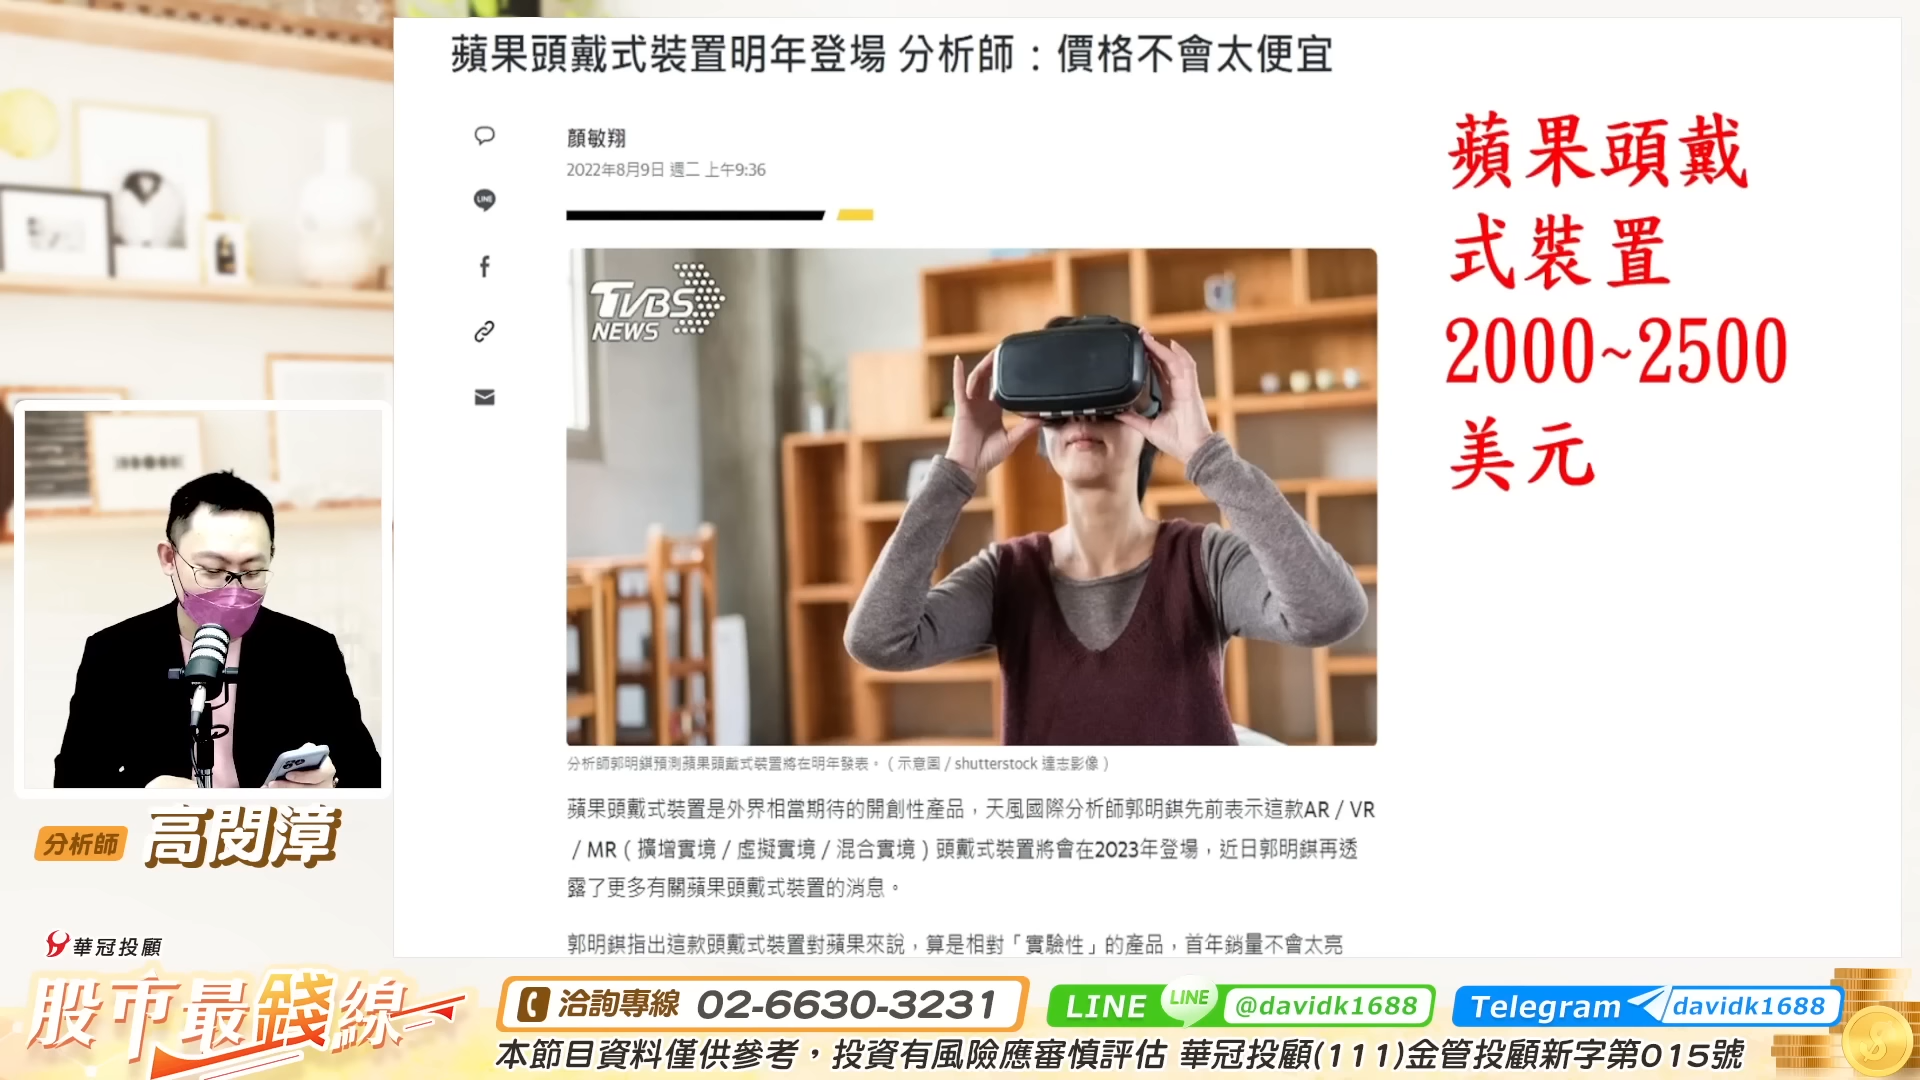 蘋果頭戴式裝置明年登場 分析師：價格不會太便宜
顏敏翔
2022年8月9日 週二 上午9:36
LINE
TVBS
NEWS
分析師郭明錤預測蘋果頭戴式裝置將在明年發表。（示意圖 / shutterstock 達志影像）
蘋果頭戴式裝置是外界相當期待的開創性產品，天風國際分析師郭明錤先前表示這款AR / VR
/ MR（擴增實境 / 虛擬實境 / 混合實境）頭戴式裝置將會在2023年登場，近日郭明錤再透
露了更多有關蘋果頭戴式裝置的消息。
郭明錤指出這款頭戴式裝置對蘋果來說，算是相對「實驗性」的產品，首年銷量不會太亮
蘋果頭戴
式裝置
2000~2500
美元
分析師 高閔漳
華冠投顧
股市最錢線
洽詢專線 02-6630-3231
LINE LINE @davidk1688
Telegram davidk1688
本節目資料僅供參考，投資有風險應審慎評估 華冠投顧(111)金管投顧新字第015號